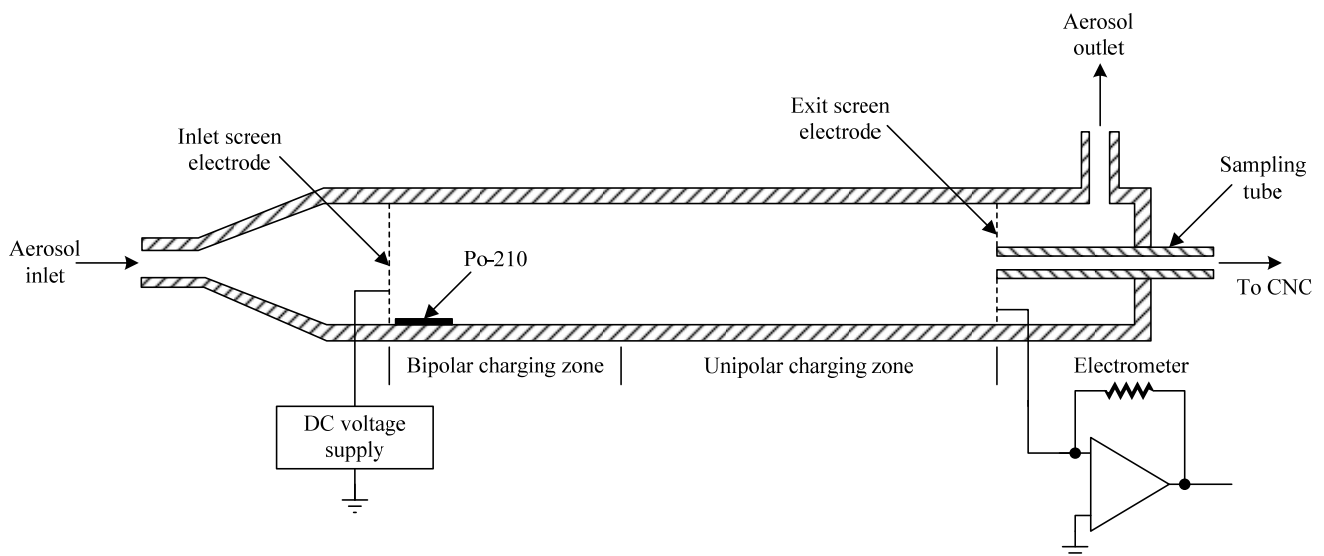 Aerosol
outlet
Exit screen
electrode
Inlet screen
electrode
Sampling
tube
Aerosol
inlet
Po-210
To CNC
Bipolar charging zone
Unipolar charging zone
Electrometer
DC voltage
supply